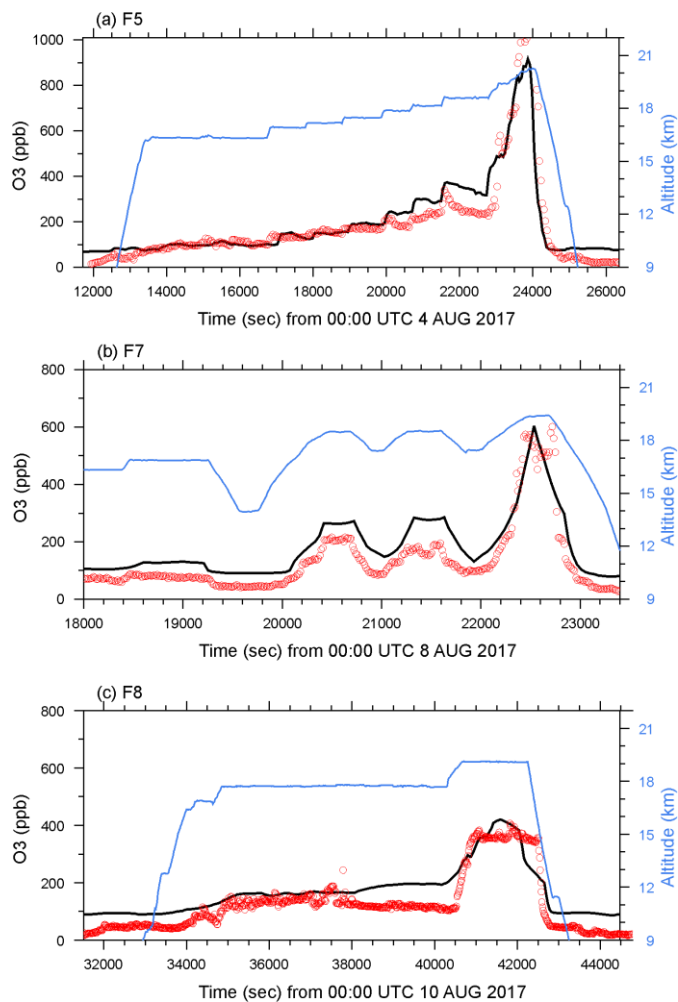 (a) F5
1000
800
600
400
200
0
O3 (ppb)
21
18
15
12
9
Altitude (km)
12000 14000 16000 18000 20000 22000 24000 26000
Time (sec) from 00:00 UTC 4 AUG 2017
(b) F7
800
600
400
200
0
O3 (ppb)
21
18
15
12
9
Altitude (km)
18000 19000 20000 21000 22000 23000
Time (sec) from 00:00 UTC 8 AUG 2017
(c) F8
800
600
400
200
0
O3 (ppb)
21
18
15
12
9
Altitude (km)
32000 34000 36000 38000 40000 42000 44000
Time (sec) from 00:00 UTC 10 AUG 2017